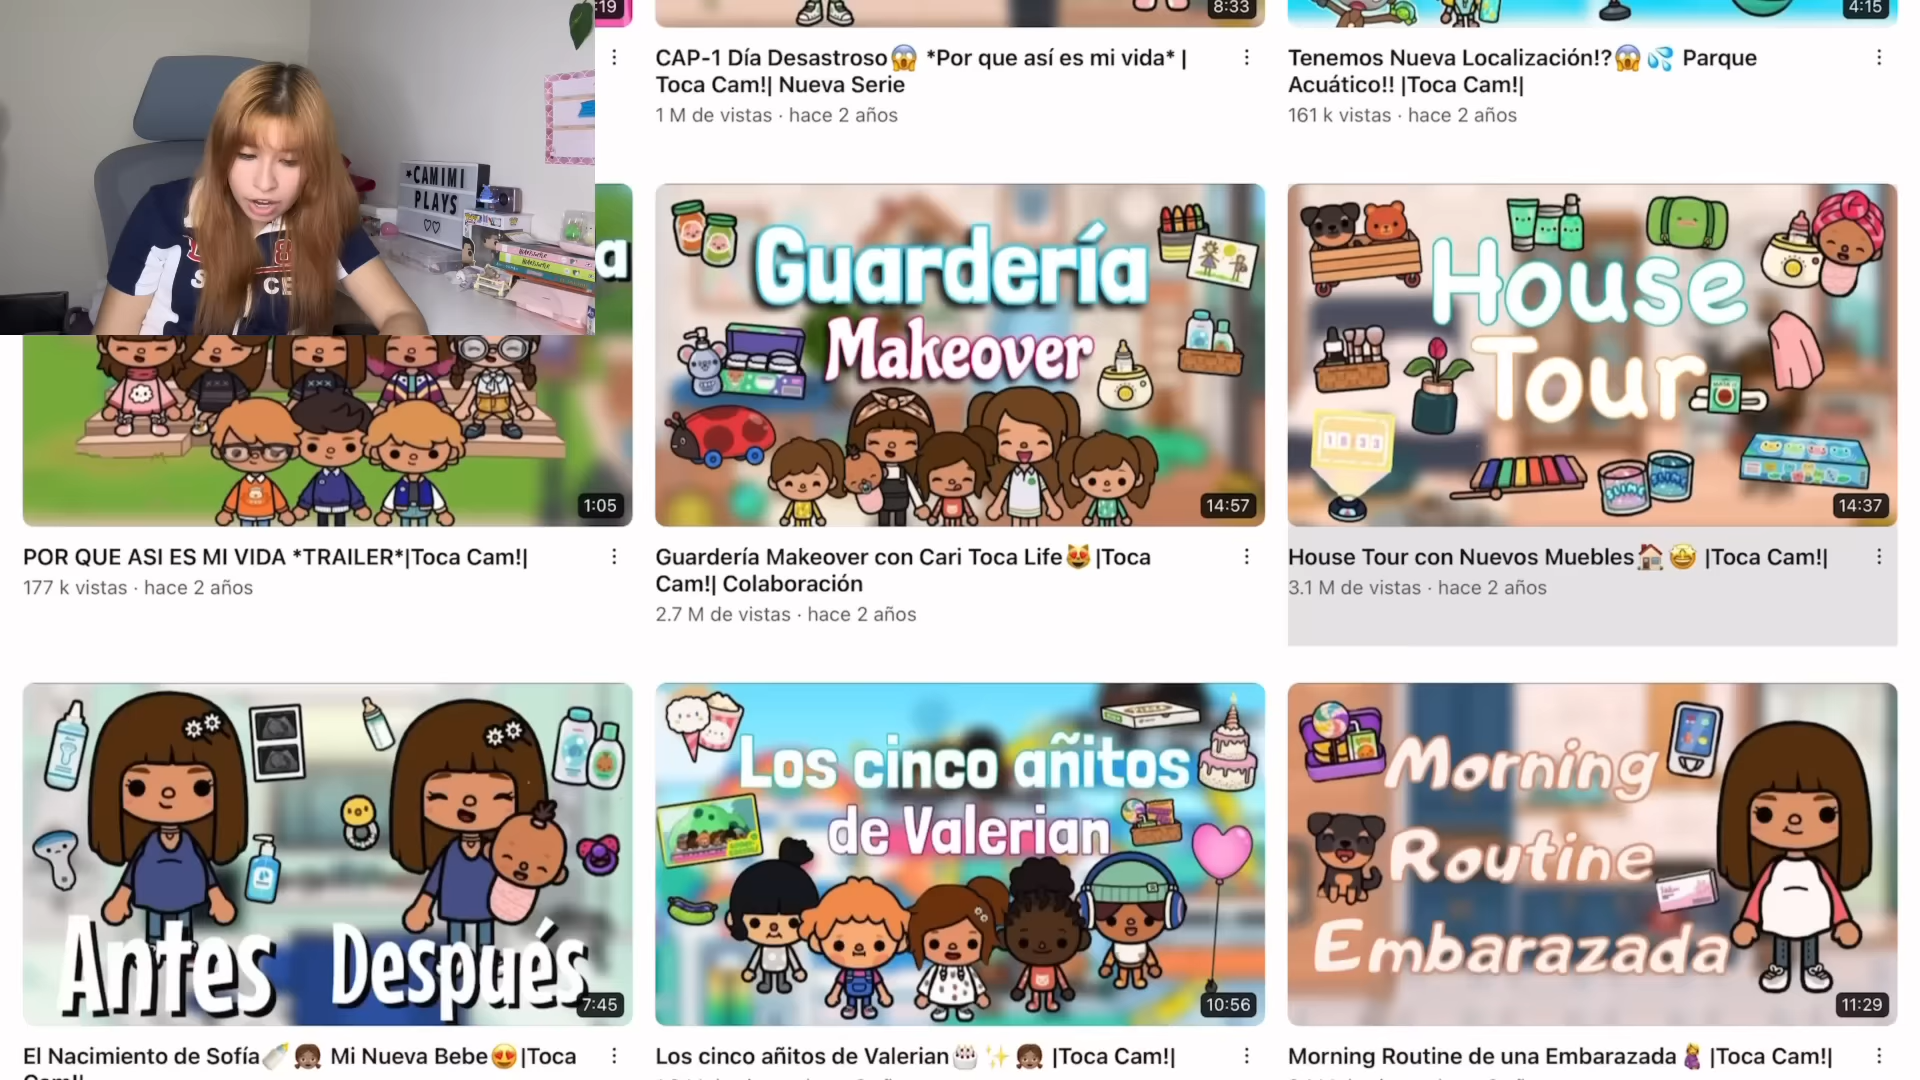 :19
8:33
4:15
CAP-1 Día Desastroso😱 *Por que así es mi vida* |
Toca Cam!| Nueva Serie
1 M de vistas · hace 2 años
Tenemos Nueva Localización!?😱💦 Parque
Acuático!! |Toca Cam!|
161 k vistas · hace 2 años
*CAMIMI
PLAYS
♡♡
a
1:05
Guardería
Makeover
14:57
House
Tour
1833
SLIME
SLIME
14:37
POR QUE ASI ES MI VIDA *TRAILER*|Toca Cam!|
177 k vistas · hace 2 años
Guardería Makeover con Cari Toca Life😻|Toca
Cam!| Colaboración
2.7 M de vistas · hace 2 años
House Tour con Nuevos Muebles🏠🤩 |Toca Cam!|
3.1 M de vistas · hace 2 años
Antes Después
7:45
Los cinco añitos
de Valerian
10:56
Morning
Routine
Embarazada
11:29
El Nacimiento de Sofía🍼👧🏽 Mi Nueva Bebe😍|Toca
Cam!|
Los cinco añitos de Valerian🎂✨👧🏽 |Toca Cam!|
Morning Routine de una Embarazada🤰 |Toca Cam!|